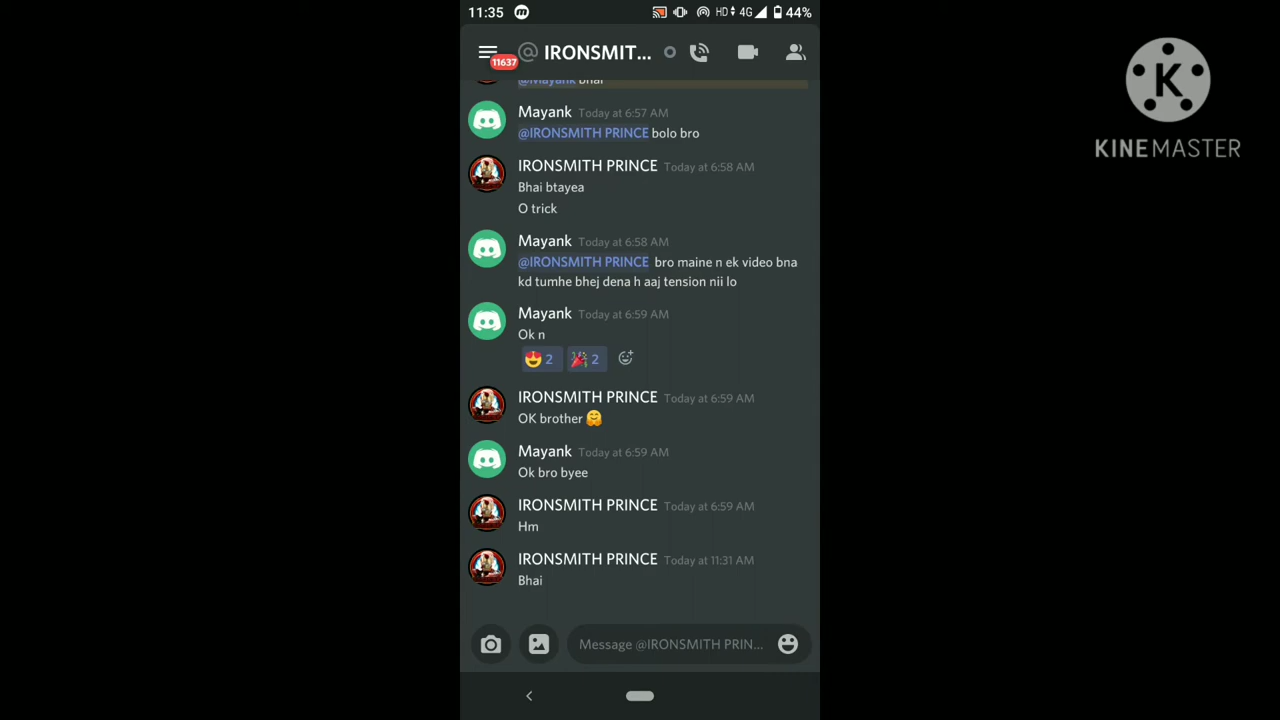 11:35
HD 4G 44%
@ IRONSMIT...
11637
@Mayank bhai
Mayank Today at 6:57 AM
@IRONSMITH PRINCE bolo bro
IRONSMITH PRINCE Today at 6:58 AM
Bhai btayea
O trick
Mayank Today at 6:58 AM
@IRONSMITH PRINCE bro maine n ek video bna
kd tumhe bhej dena h aaj tension nii lo
Mayank Today at 6:59 AM
Ok n
2 2
IRONSMITH PRINCE Today at 6:59 AM
OK brother 🤗
Mayank Today at 6:59 AM
Ok bro byee
IRONSMITH PRINCE Today at 6:59 AM
Hm
IRONSMITH PRINCE Today at 11:31 AM
Bhai
Message @IRONSMITH PRIN...
K
KINEMASTER